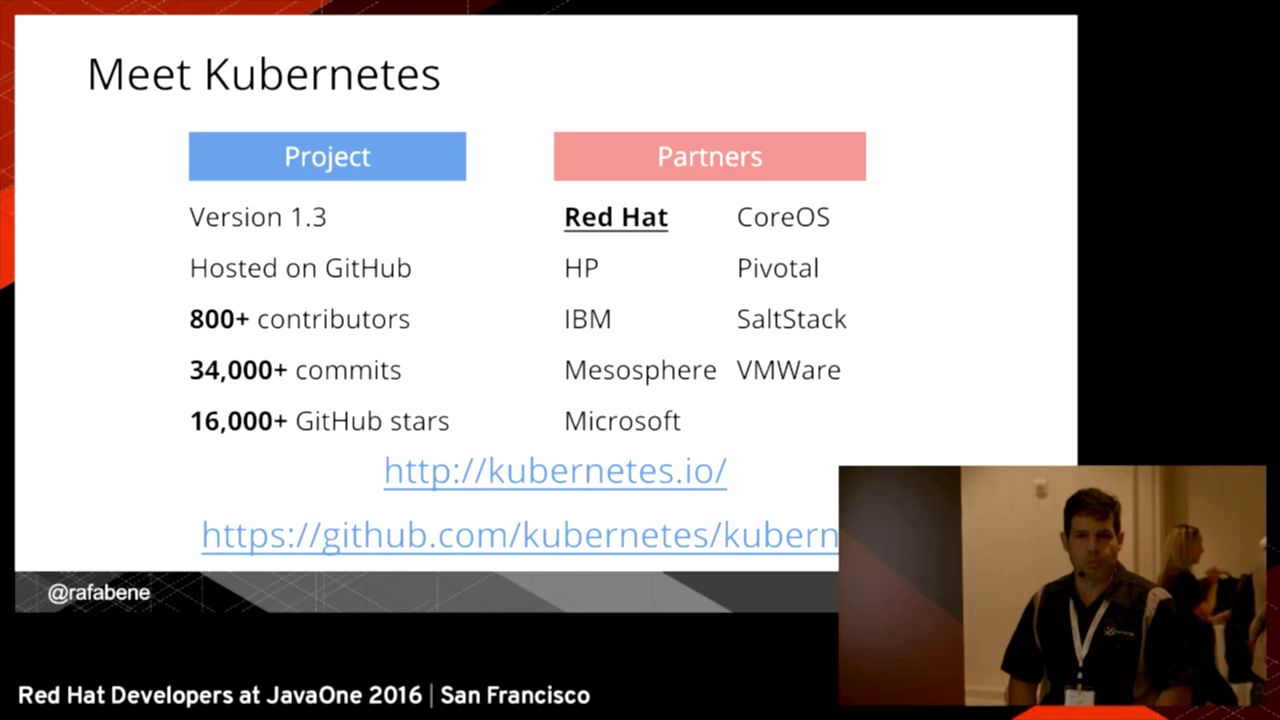 Meet Kubernetes
Project
Version 1.3
Hosted on GitHub
800+ contributors
34,000+ commits
16,000+ GitHub stars
Partners
Red Hat
HP
IBM
Mesosphere
Microsoft
CoreOS
Pivotal
SaltStack
VMWare
http://kubernetes.io/
https://github.com/kubernetes/kubern
@rafabene
Red Hat Developers at JavaOne 2016 | San Francisco